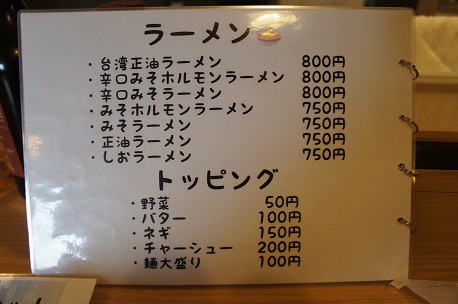 ラーメン
・台湾正油ラーメン 800円
・辛口みそホルモンラーメン 800円
・辛口みそラーメン 800円
・みそホルモンラーメン 750円
・みそラーメン 750円
・正油ラーメン 750円
・しおラーメン 750円
トッピング
・野菜 50円
・バター 100円
・ネギ 150円
・チャーシュー 200円
・麺大盛り 100円